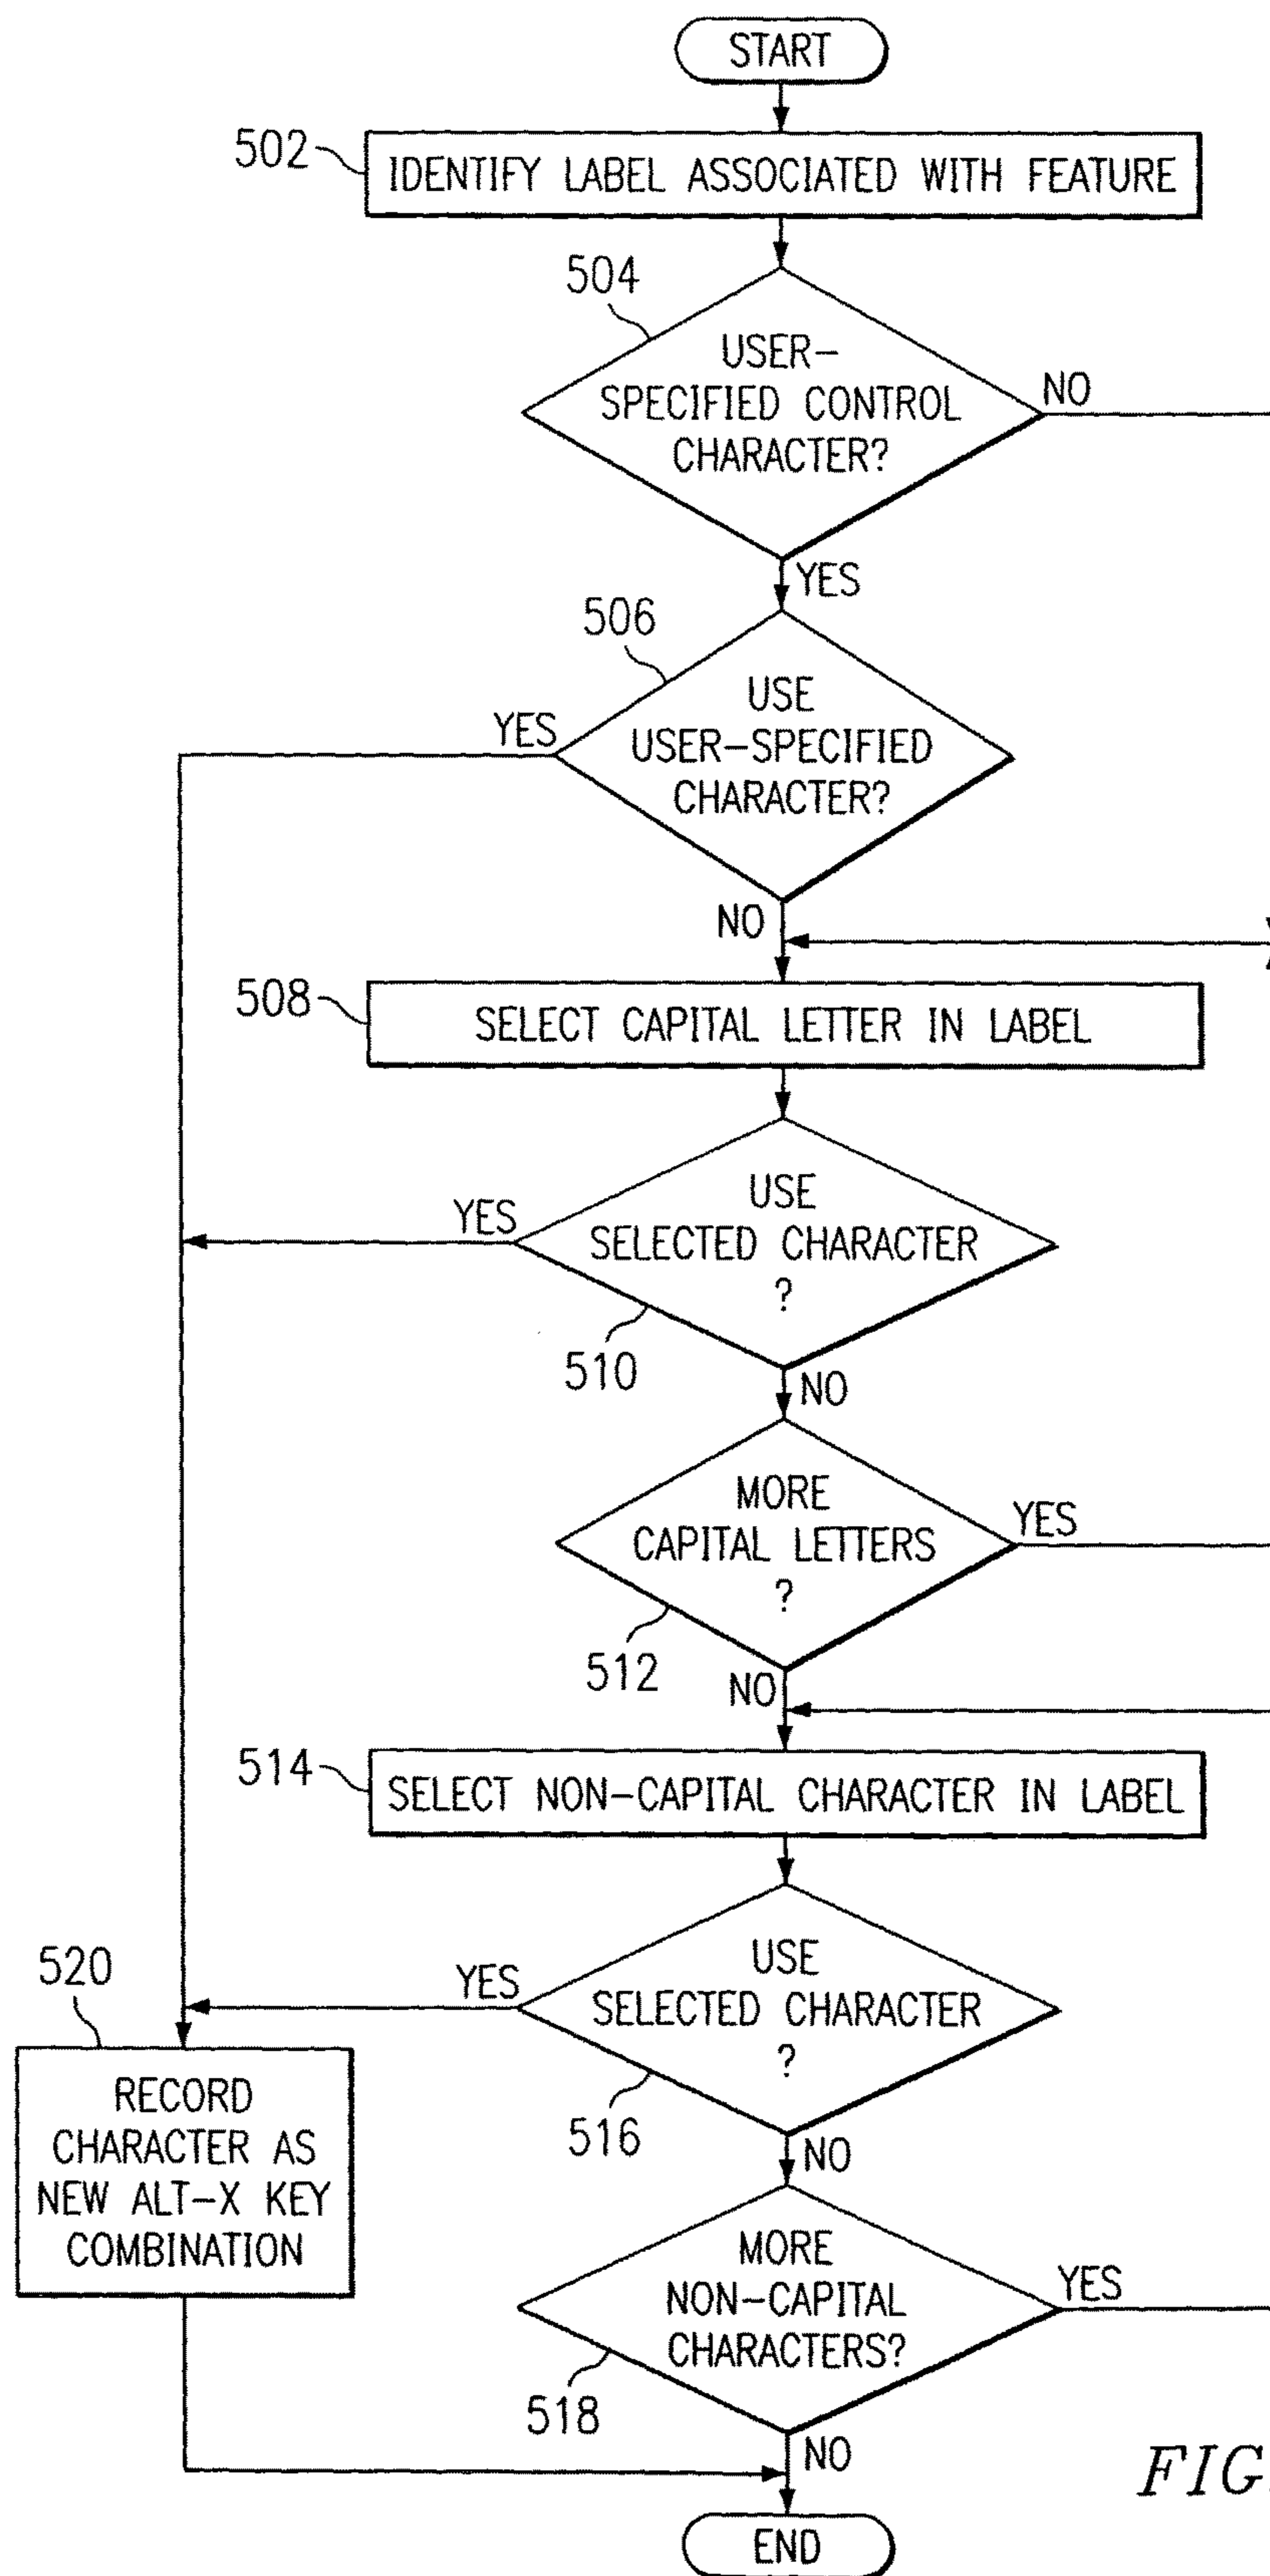 START
502
IDENTIFY LABEL ASSOCIATED WITH FEATURE
504
USER-
SPECIFIED CONTROL
CHARACTER?
NO
YES
506
USE
USER-SPECIFIED
CHARACTER?
YES
NO
508
SELECT CAPITAL LETTER IN LABEL
USE
SELECTED CHARACTER
?
YES
510
NO
MORE
CAPITAL LETTERS
?
YES
512
NO
514
SELECT NON-CAPITAL CHARACTER IN LABEL
USE
SELECTED CHARACTER
?
YES
516
NO
520
RECORD
CHARACTER AS
NEW ALT-X KEY
COMBINATION
MORE
NON-CAPITAL
CHARACTERS?
YES
518
NO
FIG.
END